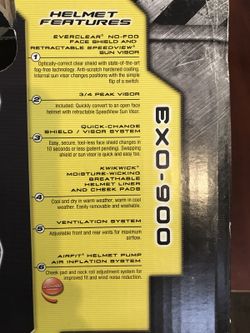 HELMET
FEATURES
EVERCLEAR® NO-FOG
FACE SHIELD AND
RETRACTABLE SPEEDVIEW®
SUN VISOR
1
Optically-correct clear shield with state-of-the-art
fog-free technology. Anti-scratch hardened coating.
Internal sun visor changes positions with the simple
flip of a switch.
2
3/4 PEAK VISOR
Included. Quickly convert to an open face
helmet with retractable SpeedView Sun Visor.
3
QUICK-CHANGE
SHIELD / VISOR SYSTEM
Easy, secure, tool-less face shield changes in
10 seconds or less (patent pending). Swapping
shield or sun visor is quick and easy too.
4
KWIKWICK®
MOISTURE-WICKING
BREATHABLE
HELMET LINER
AND CHEEK PADS
Cool and dry in warm weather, warm in cool
weather. Easily removable and washable.
5
VENTILATION SYSTEM
Adjustable front and rear vents for maximum
airflow.
6
AIRFIT® HELMET PUMP
AIR INFLATION SYSTEM
Cheek pad and neck roll adjustment system for
improved fit and wind noise reduction.
EXO-900